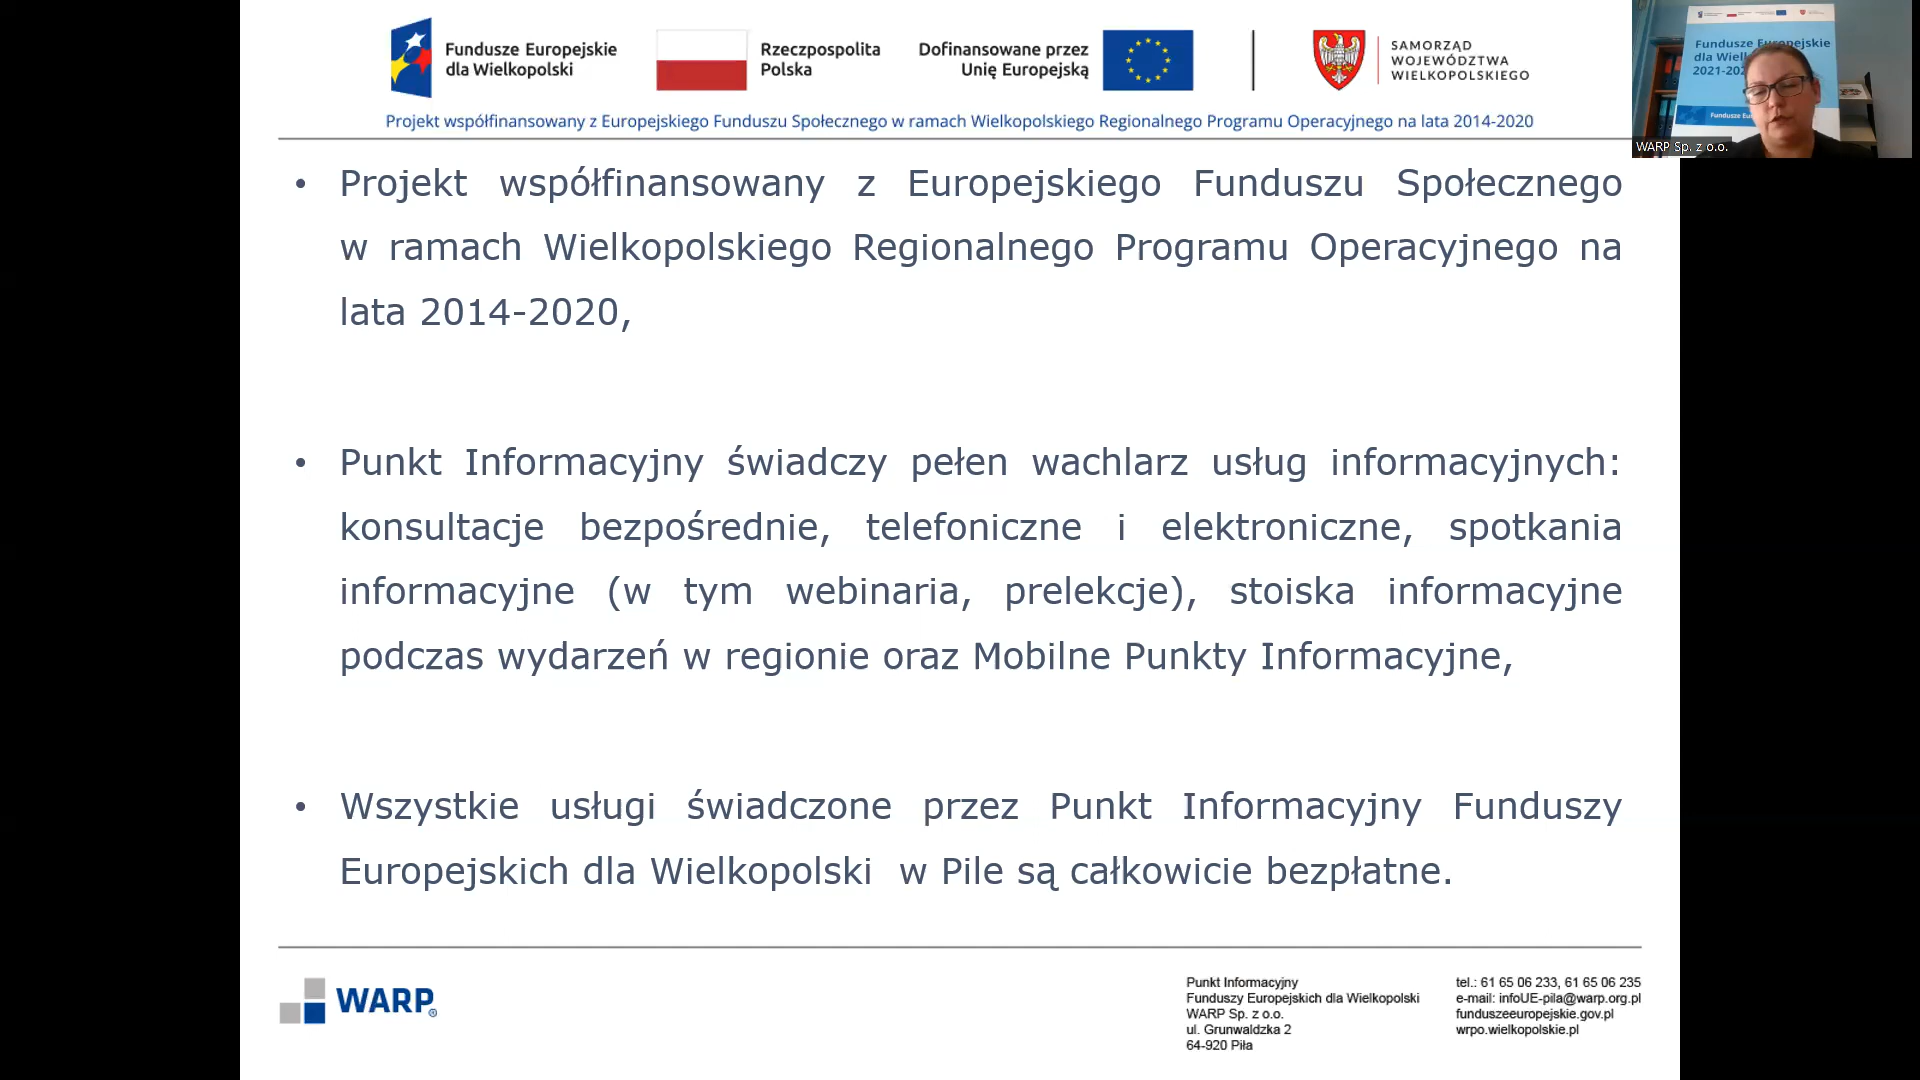 Fundusze Europejskie
dla Wielkopolski
Rzeczpospolita
Polska
Dofinansowane przez
Unię Europejską
SAMORZĄD
WOJEWÓDZTWA
WIELKOPOLSKIEGO
Projekt współfinansowany z Europejskiego Funduszu Społecznego w ramach Wielkopolskiego Regionalnego Programu Operacyjnego na lata 2014-2020
Fundusze Europejskie
dla
WARP Sp. z o.o.
• Projekt współfinansowany z Europejskiego Funduszu Społecznego
w ramach Wielkopolskiego Regionalnego Programu Operacyjnego na
lata 2014-2020,
• Punkt Informacyjny świadczy pełen wachlarz usług informacyjnych:
konsultacje bezpośrednie, telefoniczne i elektroniczne, spotkania
informacyjne (w tym webinaria, prelekcje), stoiska informacyjne
podczas wydarzeń w regionie oraz Mobilne Punkty Informacyjne,
• Wszystkie usługi świadczone przez Punkt Informacyjny Funduszy
Europejskich dla Wielkopolski w Pile są całkowicie bezpłatne.
WARP®
Punkt Informacyjny
Funduszy Europejskich dla Wielkopolski
WARP Sp. z o.o.
ul. Grunwaldzka 2
64-920 Piła
tel.: 61 65 06 233, 61 65 06 235
e-mail: infoUE-pila@warp.org.pl
funduszeeuropejskie.gov.pl
wrpo.wielkopolskie.pl